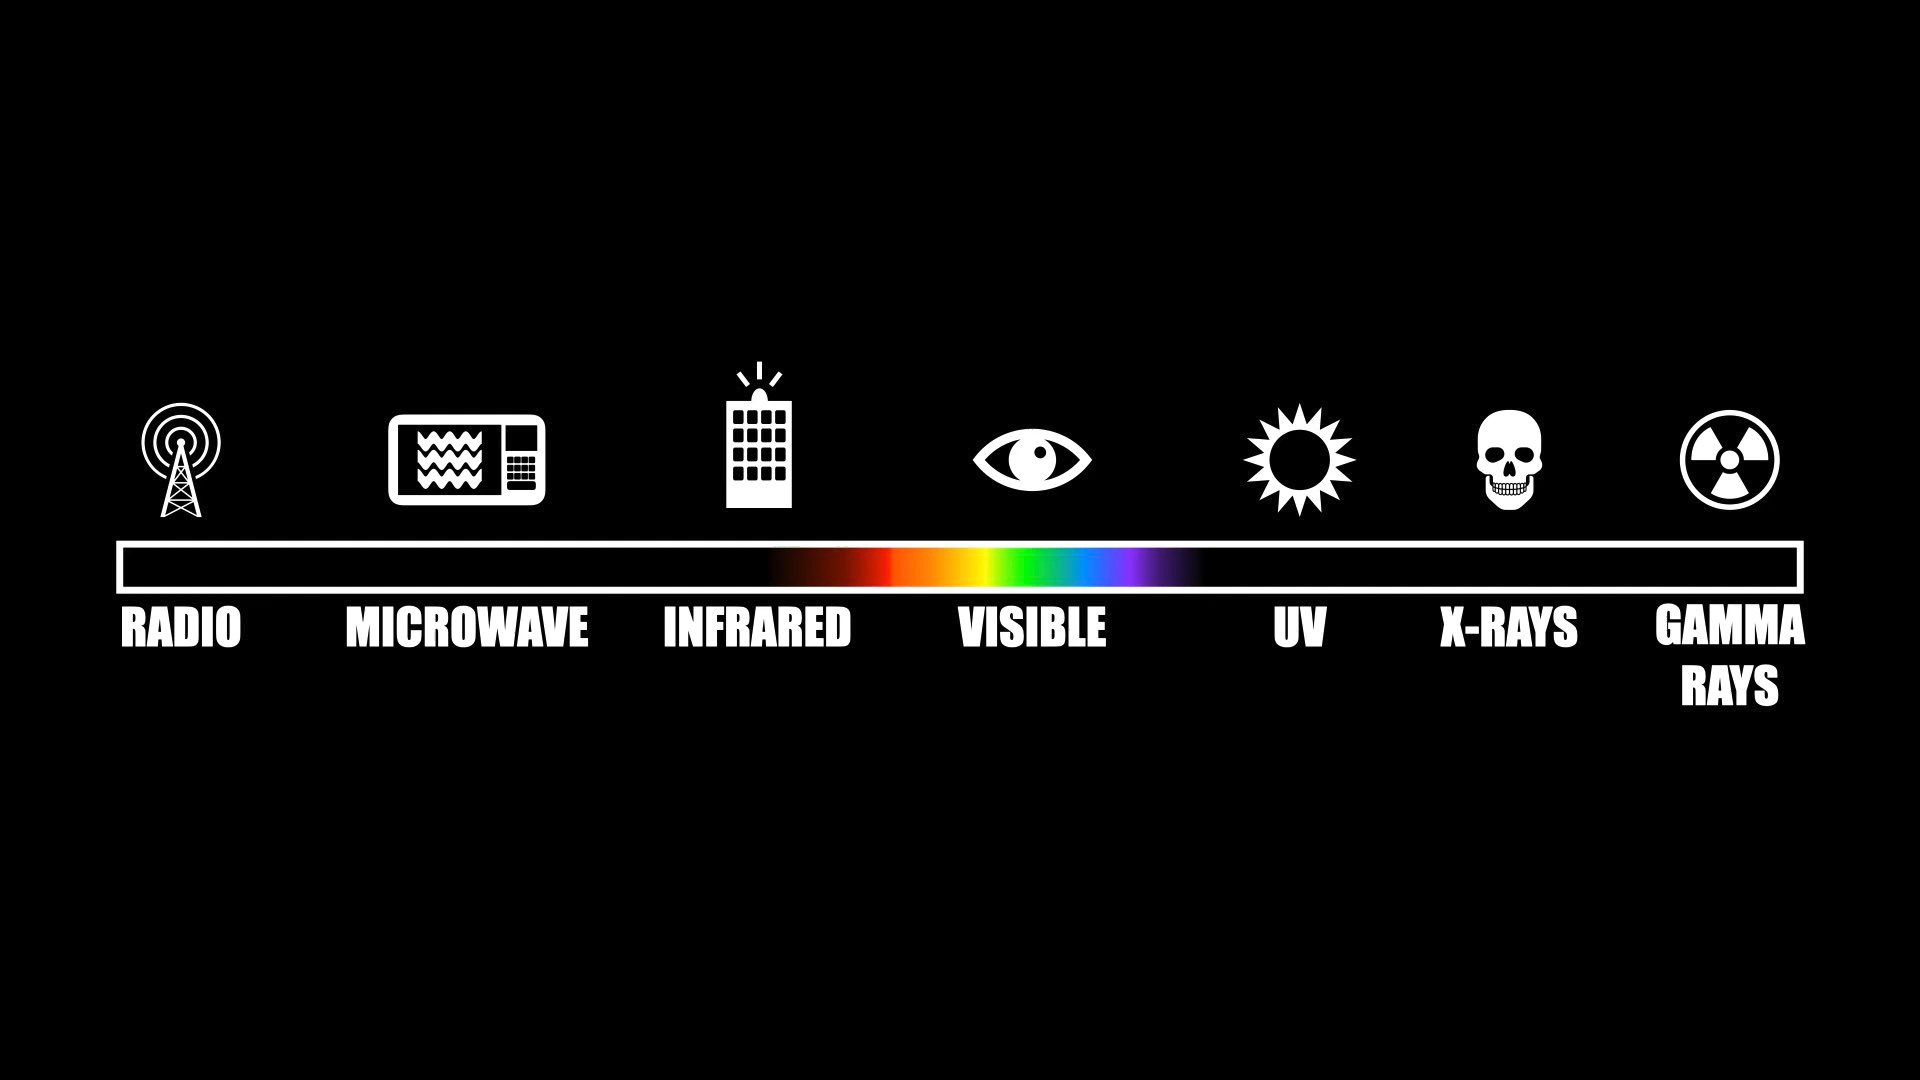 RADIO
MICROWAVE
INFRARED
VISIBLE
UV
X-RAYS
GAMMA
RAYS